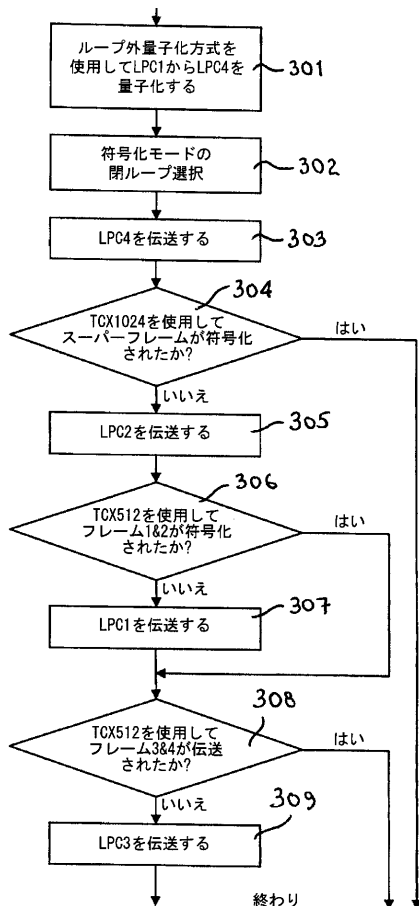 ループ外量子化方式を
使用してLPC1からLPC4を
量子化する
301
符号化モードの
閉ループ選択
302
LPC4を伝送する
303
304
TCX1024を使用して
スーパーフレームが符号化
されたか?
はい
いいえ
LPC2を伝送する
305
306
TCX512を使用して
フレーム1&2が符号化
されたか?
はい
いいえ
LPC1を伝送する
307
308
TCX512を使用して
フレーム3&4が伝送
されたか?
はい
いいえ
309
LPC3を伝送する
終わり